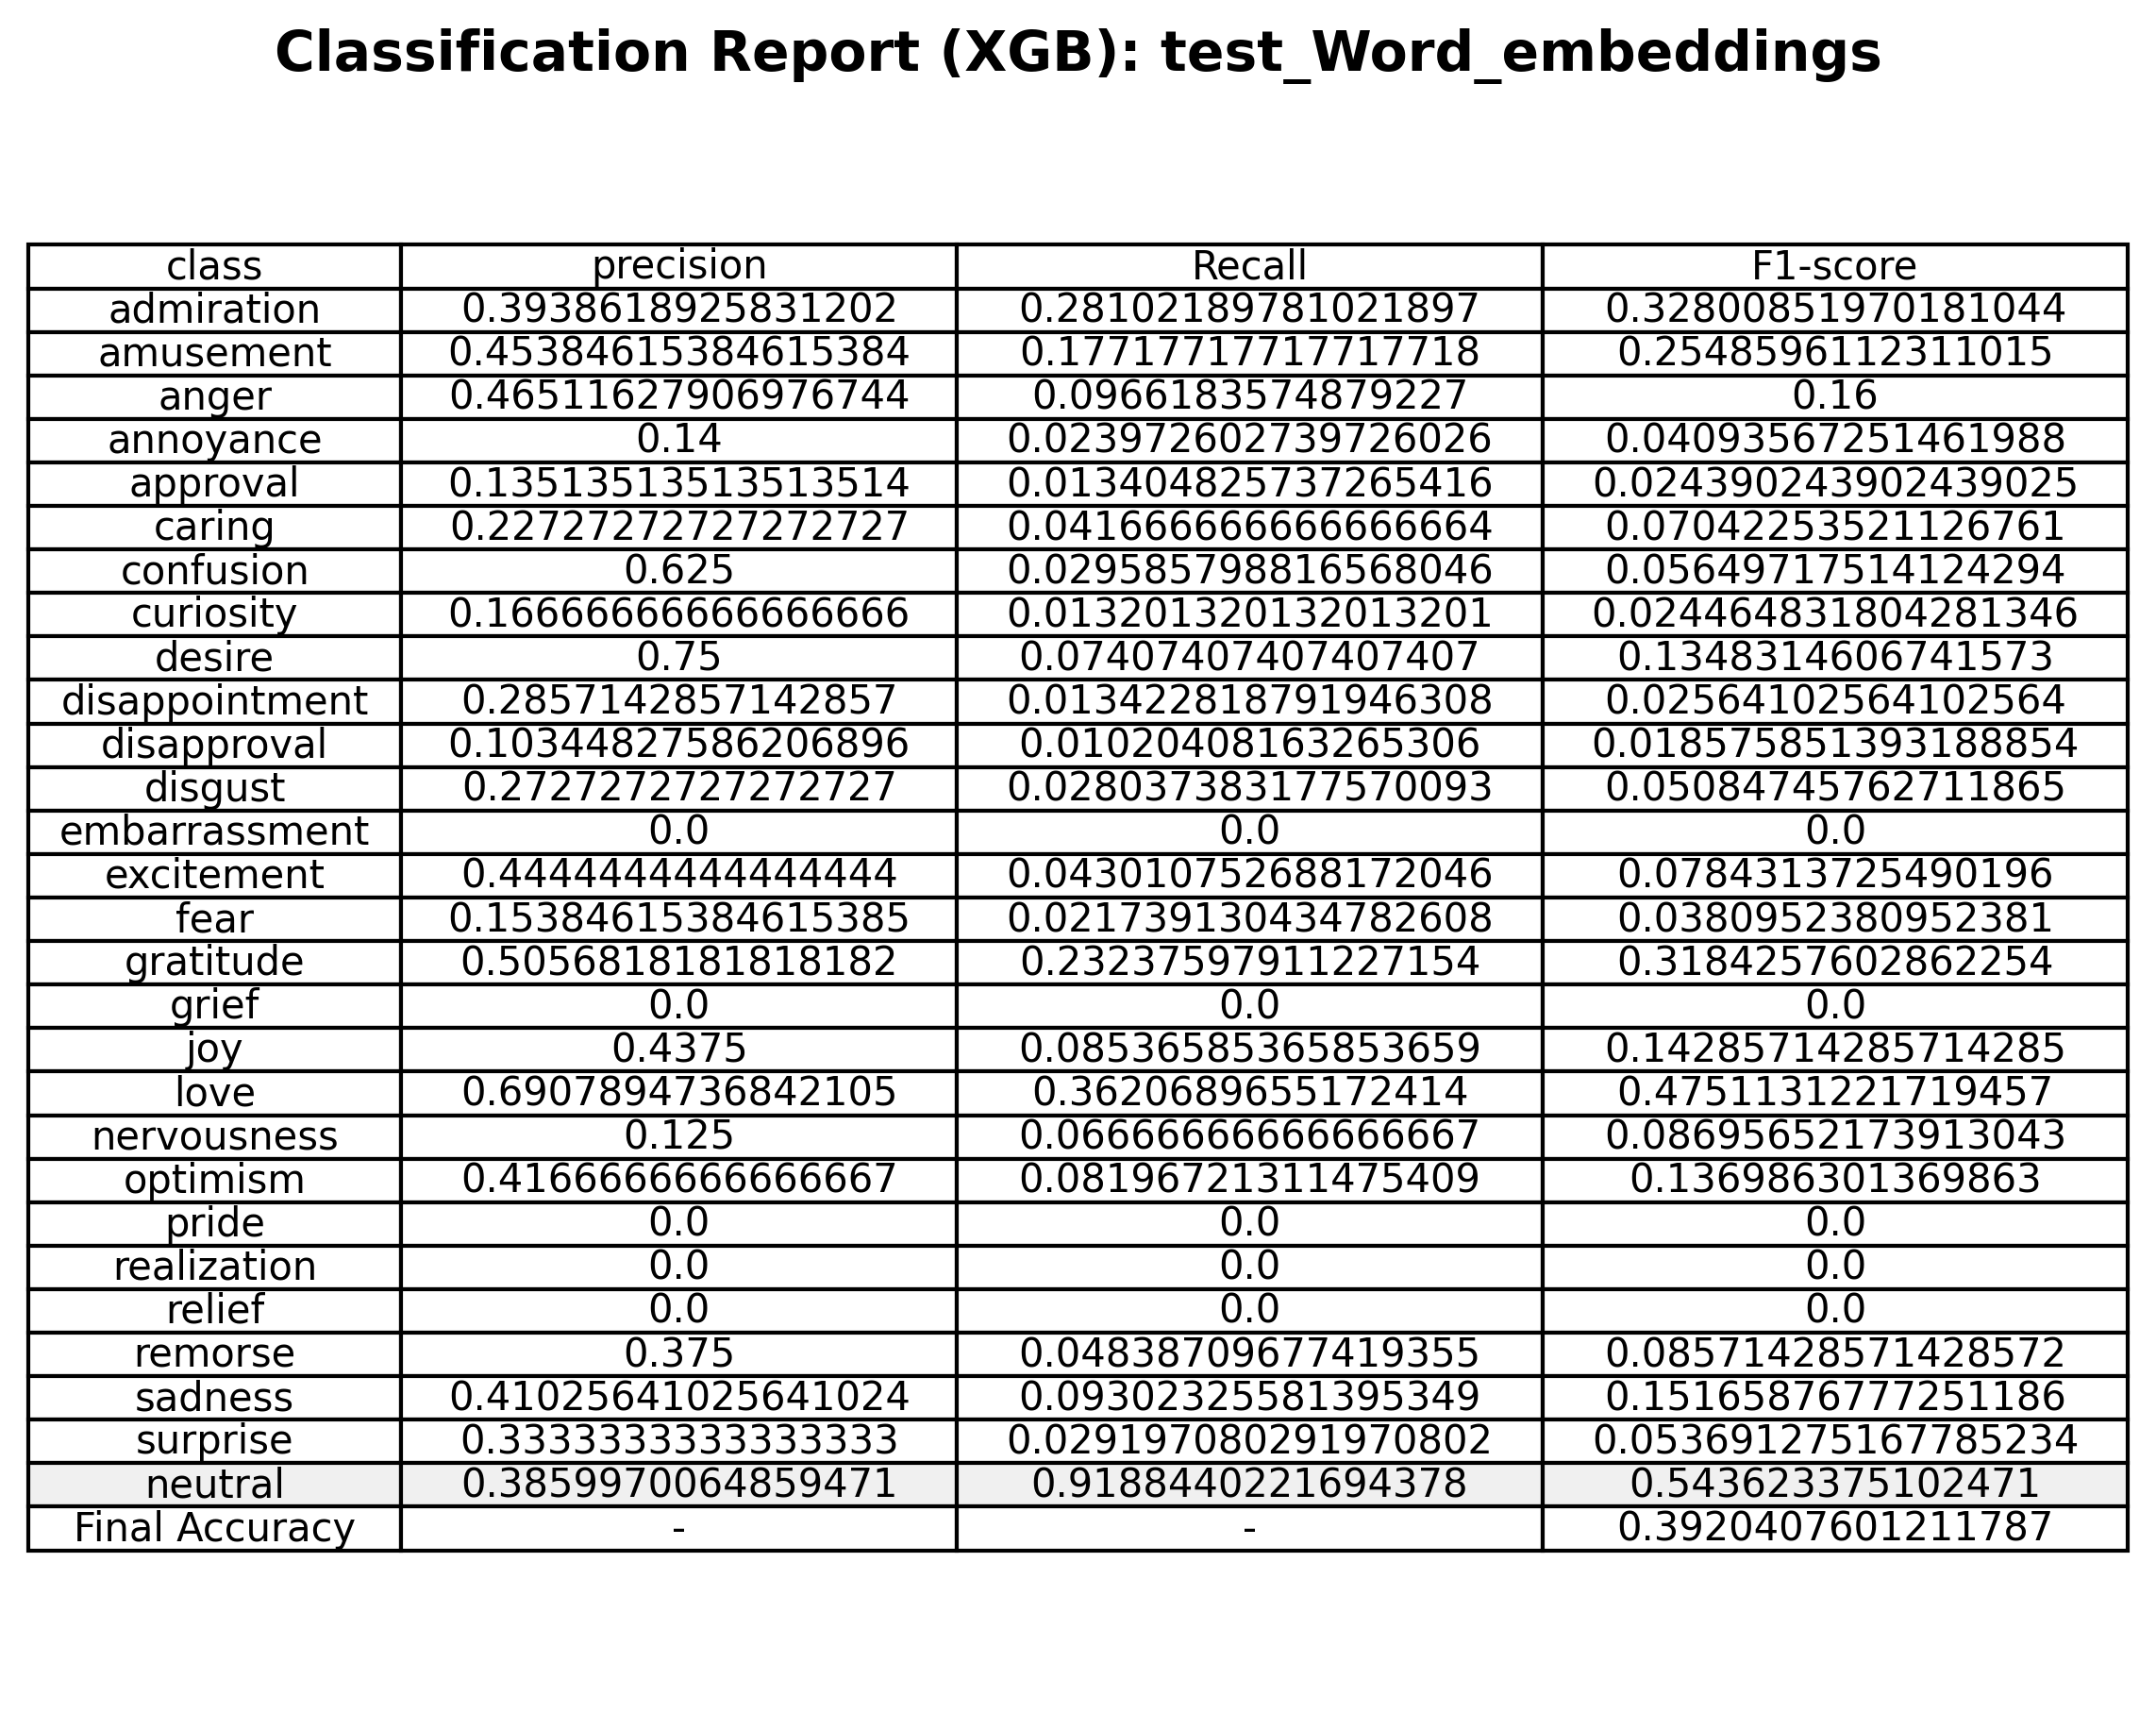 Classification Report (XGB): test_Word_embeddings
class precision Recall F1-score
admiration 0.3938618925831202 0.28102189781021897 0.32800851970181044
amusement 0.45384615384615384 0.17717717717717718 0.2548596112311015
anger 0.46511627906976744 0.0966183574879227 0.16
annoyance 0.14 0.023972602739726026 0.04093567251461988
approval 0.13513513513513514 0.013404825737265416 0.024390243902439025
caring 0.22727272727272727 0.041666666666666664 0.07042253521126761
confusion 0.625 0.029585798816568046 0.05649717514124294
curiosity 0.16666666666666666 0.013201320132013201 0.024464831804281346
desire 0.75 0.07407407407407407 0.1348314606741573
disappointment 0.2857142857142857 0.013422818791946308 0.02564102564102564
disapproval 0.10344827586206896 0.01020408163265306 0.018575851393188854
disgust 0.2727272727272727 0.028037383177570093 0.05084745762711865
embarrassment 0.0 0.0 0.0
excitement 0.4444444444444444 0.043010752688172046 0.0784313725490196
fear 0.15384615384615385 0.021739130434782608 0.0380952380952381
gratitude 0.5056818181818182 0.23237597911227154 0.3184257602862254
grief 0.0 0.0 0.0
joy 0.4375 0.08536585365853659 0.14285714285714285
love 0.6907894736842105 0.3620689655172414 0.4751131221719457
nervousness 0.125 0.06666666666666667 0.08695652173913043
optimism 0.4166666666666667 0.08196721311475409 0.136986301369863
pride 0.0 0.0 0.0
realization 0.0 0.0 0.0
relief 0.0 0.0 0.0
remorse 0.375 0.04838709677419355 0.08571428571428572
sadness 0.41025641025641024 0.09302325581395349 0.15165876777251186
surprise 0.3333333333333333 0.029197080291970802 0.053691275167785234
neutral 0.3859970064859471 0.9188440221694378 0.543623375102471
Final Accuracy - - 0.3920407601211787